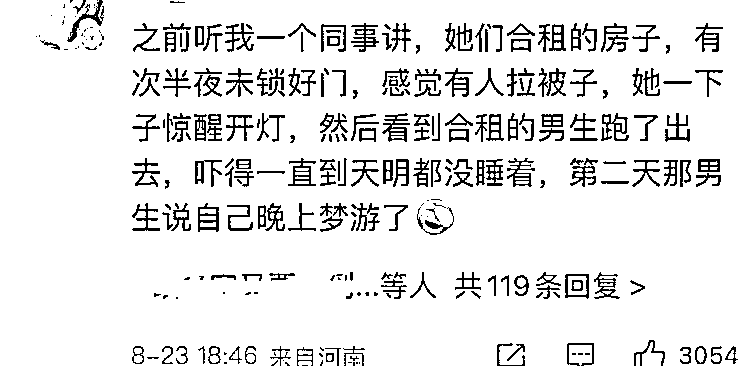 之前听我一个同事讲，她们合租的房子，有
次半夜未锁好门，感觉有人拉被子，她一下
子惊醒开灯，然后看到合租的男生跑了出
去，吓得一直到天明都没睡着，第二天那男
生说自己晚上梦游了
...等人 共119条回复 >
8-23 18:46 来自河南 3054